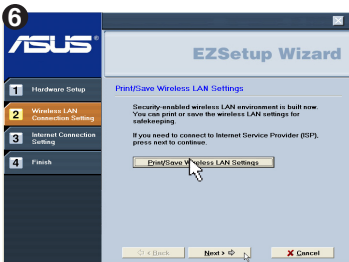 6
ASUS
EZSetup Wizard
1 Hardware Setup
2 Wireless LAN
Connection Setting
3 Internet Connection
Setting
4 Finish
Print/Save Wireless LAN Settings
Security-enabled wireless LAN environment is built now.
You can print or save the wireless LAN settings for
safekeeping.
If you need to connect to Internet Service Provider (ISP),
press next to continue.
Print/Save Wireless LAN Settings
< Back
Next >
Cancel